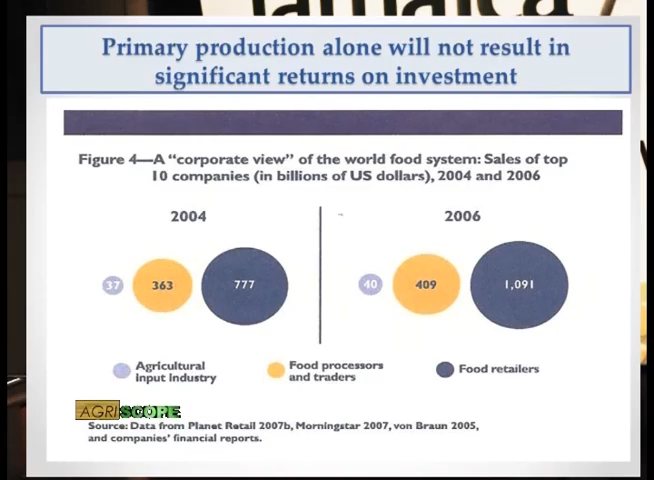 Jamaica
Primary production alone will not result in
significant returns on investment
Figure 4—A “corporate view” of the world food system: Sales of top
10 companies (in billions of US dollars), 2004 and 2006
2004
2006
37
363
777
40
409
1,091
Agricultural
input industry
Food processors
and traders
Food retailers
AGRISCOPE
Source: Data from Planet Retail 2007b, Morningstar 2007, von Braun 2005,
and companies’ financial reports.